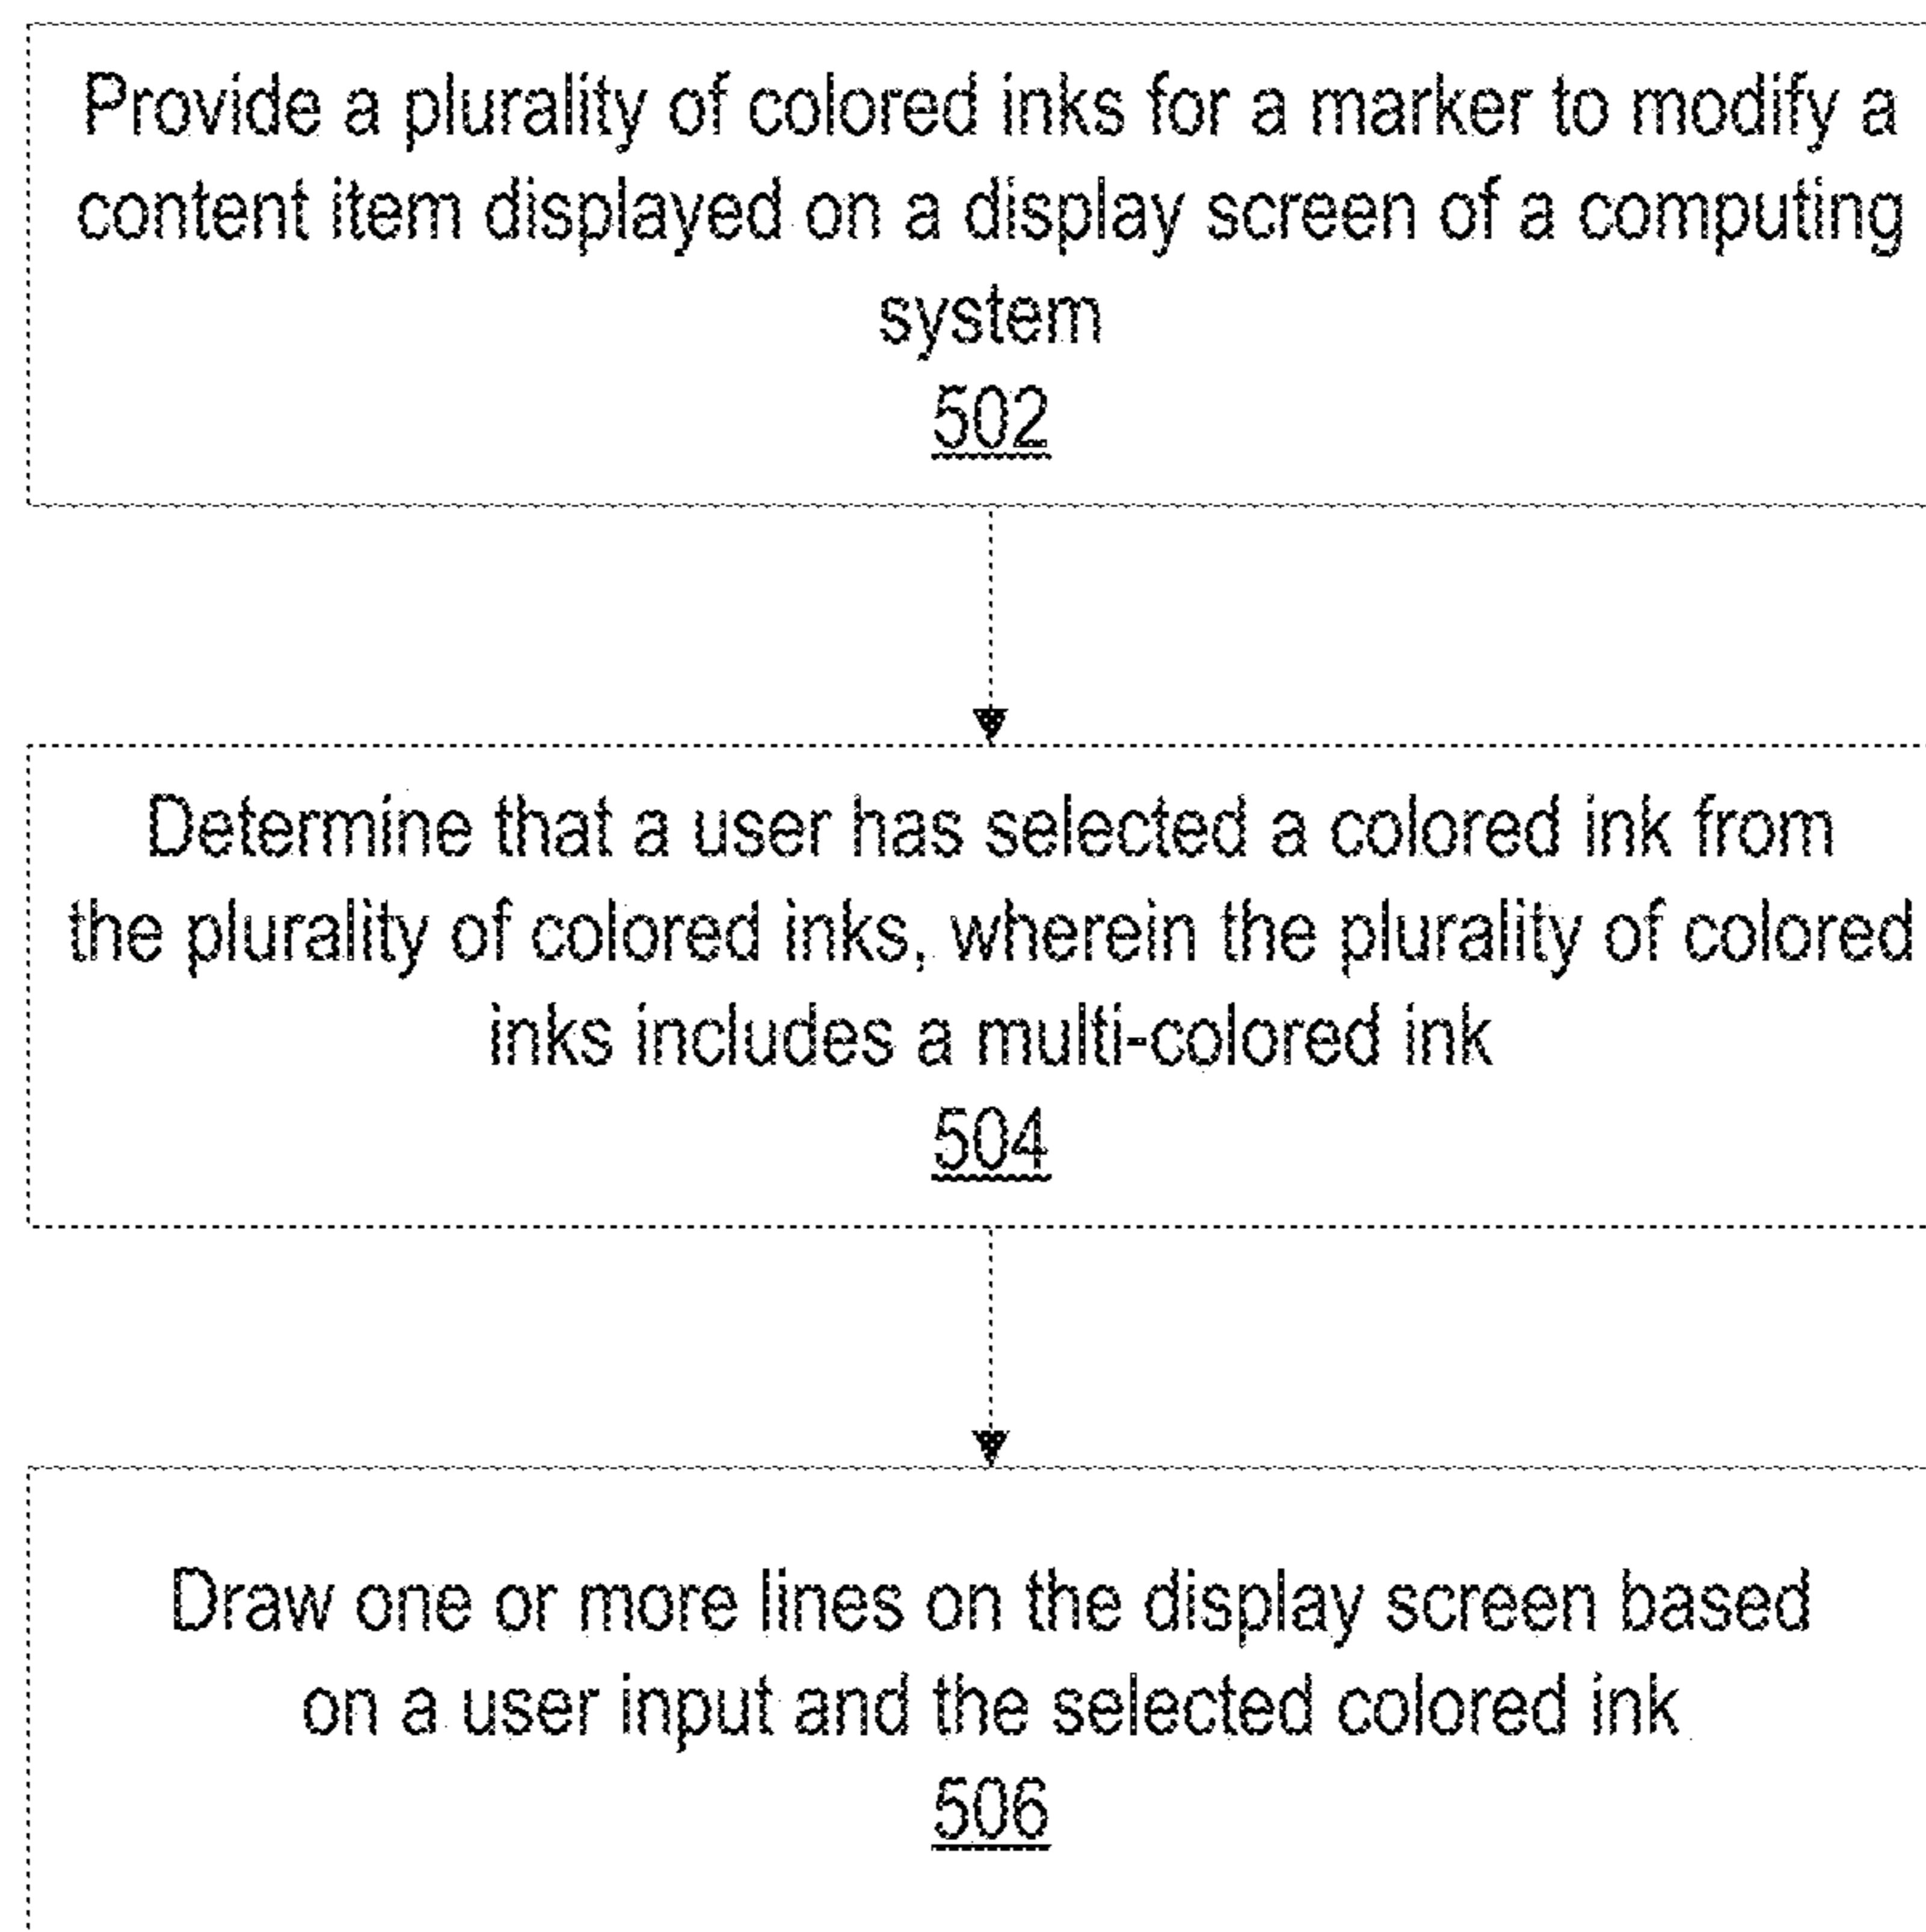 Provide a plurality of colored inks for a marker to modify a
content item displayed on a display screen of a computing
system
502
Determine that a user has selected a colored ink from
the plurality of colored inks, wherein the plurality of colored
inks includes a multi-colored ink
504
Draw one or more lines on the display screen based
on a user input and the selected colored ink
506